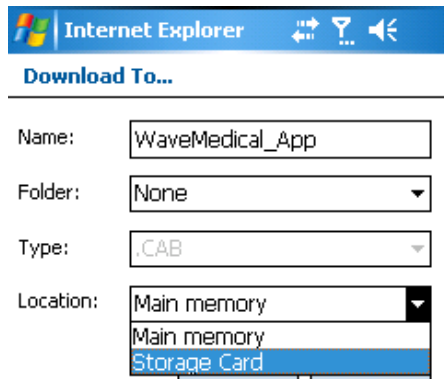 Internet Explorer
Download To...
Name: WaveMedical_App
Folder: None
Type: .CAB
Location: Main memory
Main memory
Storage Card